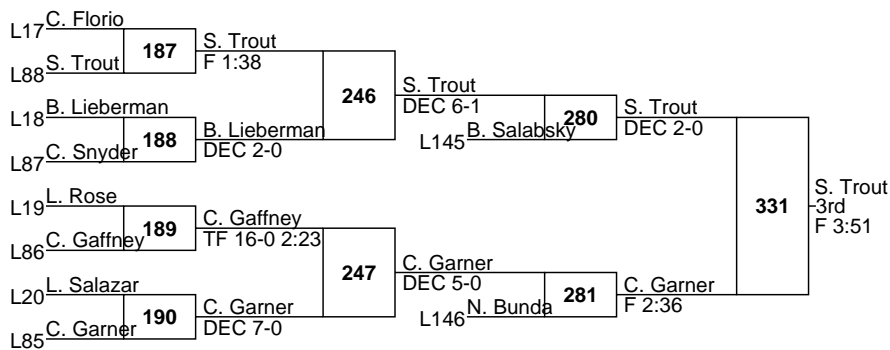 L17 C. Florio
187
S. Trout
F 1:38
L88 S. Trout
246
S. Trout
DEC 6-1
L18 B. Lieberman
188
B. Lieberman
DEC 2-0
L87 C. Snyder
L145 B. Salabsky
280
S. Trout
DEC 2-0
L19 L. Rose
189
C. Gaffney
TF 16-0 2:23
L86 C. Gaffney
247
C. Garner
DEC 5-0
L20 L. Salazar
190
C. Garner
DEC 7-0
L85 C. Garner
L146 N. Bunda
281
C. Garner
F 2:36
331
S. Trout
3rd
F 3:51